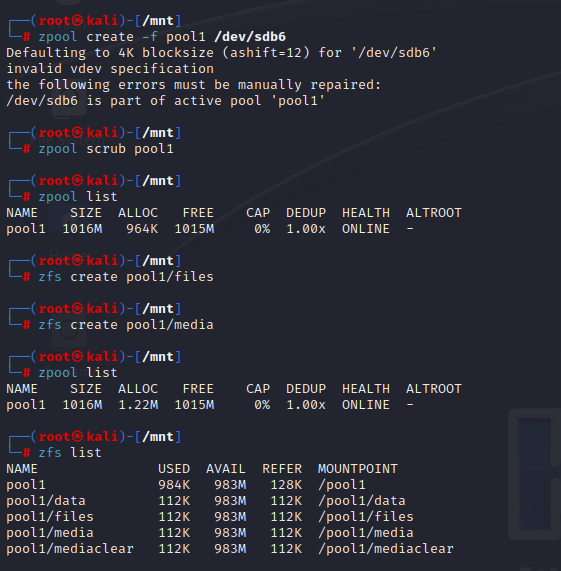 ┌──(root㉿kali)-[/mnt]
└─# zpool create -f pool1 /dev/sdb6
Defaulting to 4K blocksize (ashift=12) for '/dev/sdb6'
invalid vdev specification
the following errors must be manually repaired:
/dev/sdb6 is part of active pool 'pool1'
┌──(root㉿kali)-[/mnt]
└─# zpool scrub pool1
┌──(root㉿kali)-[/mnt]
└─# zpool list
NAME    SIZE  ALLOC   FREE    CAP  DEDUP  HEALTH  ALTROOT
pool1  1016M   964K  1015M     0%  1.00x  ONLINE  -
┌──(root㉿kali)-[/mnt]
└─# zfs create pool1/files
┌──(root㉿kali)-[/mnt]
└─# zfs create pool1/media
┌──(root㉿kali)-[/mnt]
└─# zpool list
NAME    SIZE  ALLOC   FREE    CAP  DEDUP  HEALTH  ALTROOT
pool1  1016M  1.22M  1015M     0%  1.00x  ONLINE  -
┌──(root㉿kali)-[/mnt]
└─# zfs list
NAME               USED  AVAIL  REFER  MOUNTPOINT
pool1              984K   983M   128K  /pool1
pool1/data         112K   983M   112K  /pool1/data
pool1/files        112K   983M   112K  /pool1/files
pool1/media        112K   983M   112K  /pool1/media
pool1/mediaclear   112K   983M   112K  /pool1/mediaclear